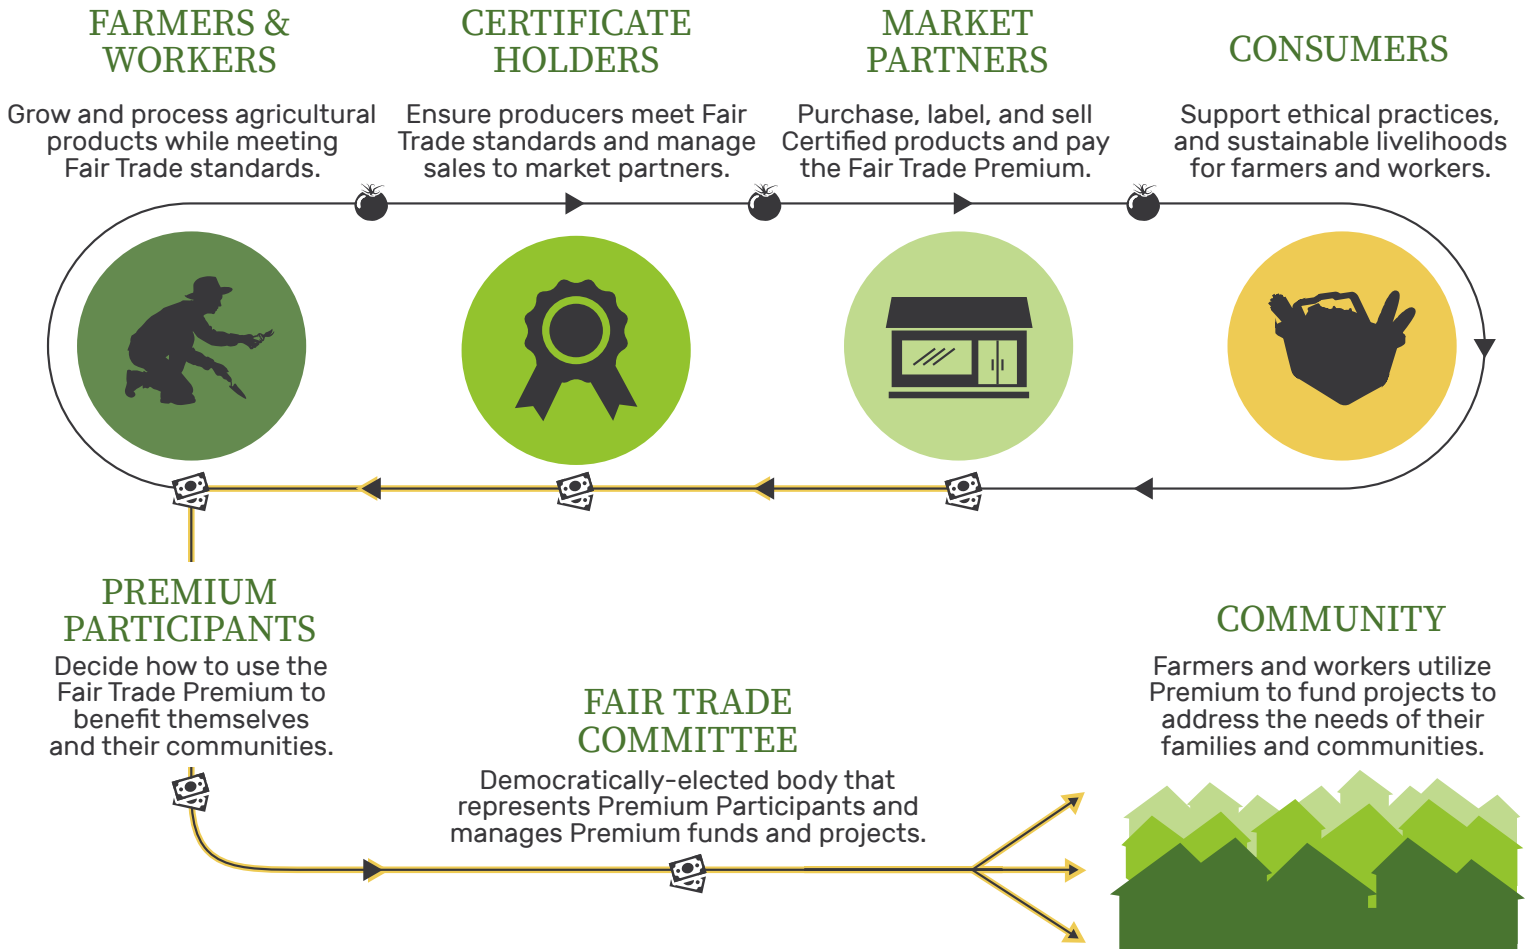 FARMERS &
WORKERS
Grow and process agricultural
products while meeting
Fair Trade standards.
CERTIFICATE
HOLDERS
Ensure producers meet Fair
Trade standards and manage
sales to market partners.
MARKET
PARTNERS
Purchase, label, and sell
Certified products and pay
the Fair Trade Premium.
CONSUMERS
Support ethical practices,
and sustainable livelihoods
for farmers and workers.
PREMIUM
PARTICIPANTS
Decide how to use the
Fair Trade Premium to
benefit themselves
and their communities.
FAIR TRADE
COMMITTEE
Democratically-elected body that
represents Premium Participants and
manages Premium funds and projects.
COMMUNITY
Farmers and workers utilize
Premium to fund projects to
address the needs of their
families and communities.